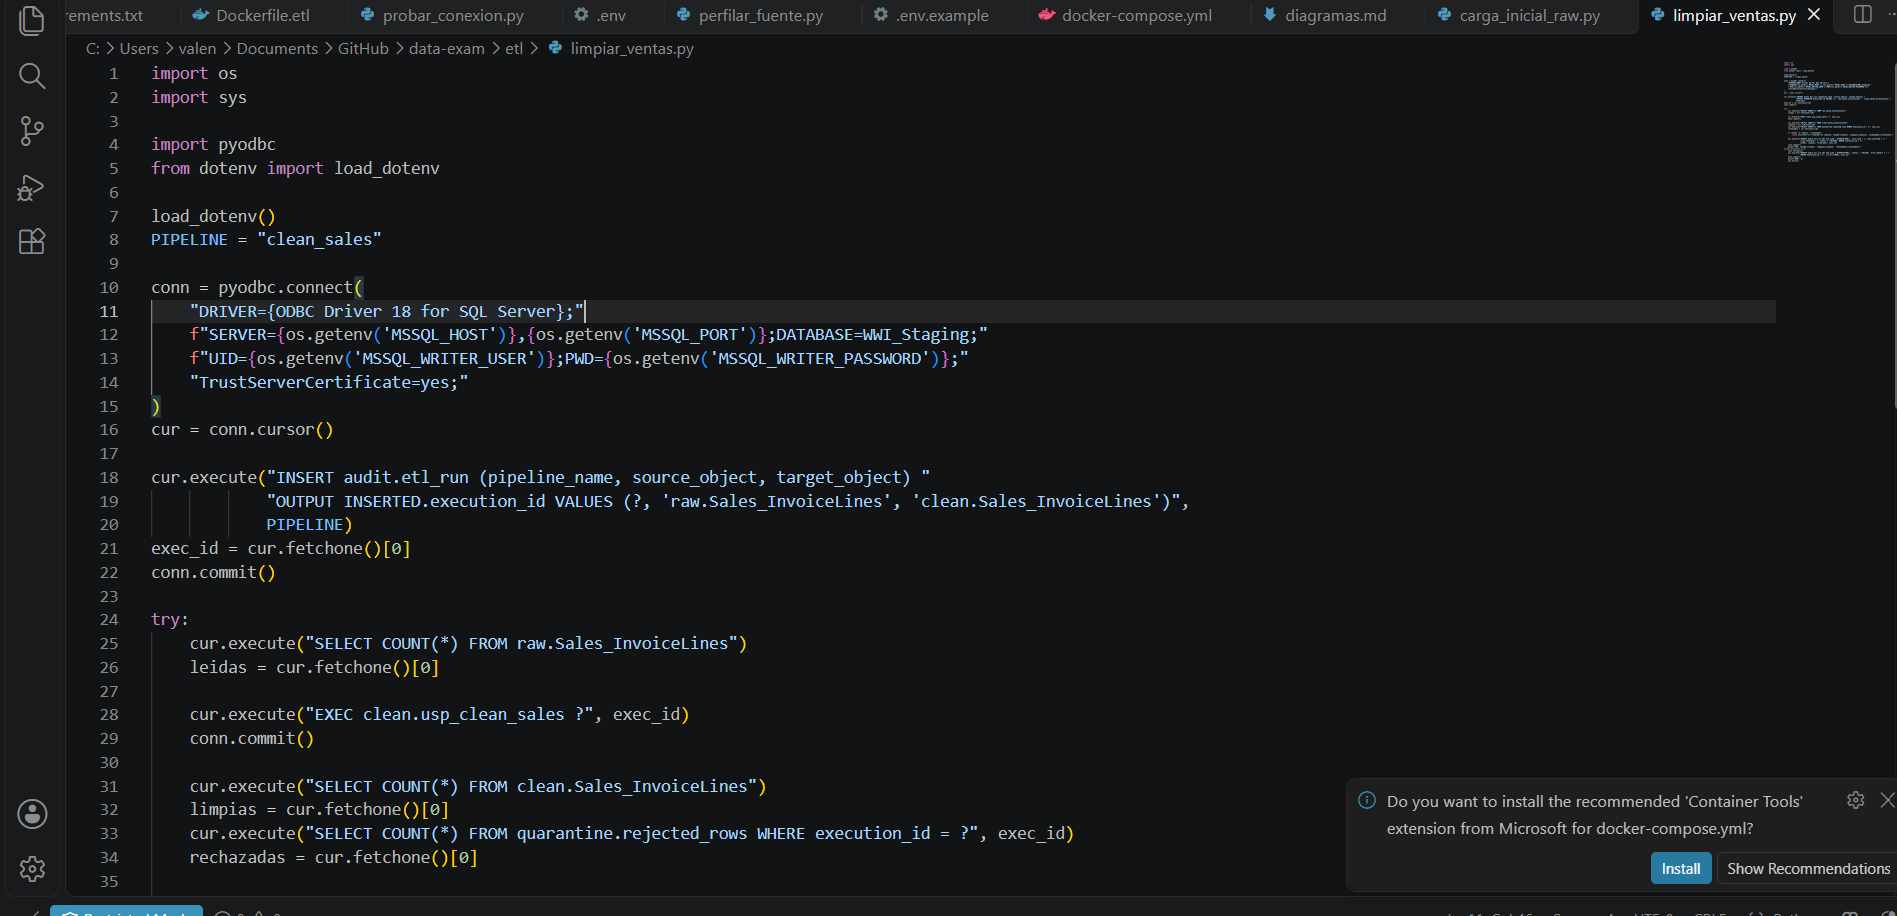 rements.txt Dockerfile.etl probar_conexion.py .env perfilar_fuente.py .env.example docker-compose.yml diagramas.md carga_inicial_raw.py limpiar_ventas.py
C: > Users > valen > Documents > GitHub > data-exam > etl > limpiar_ventas.py
1 import os
2 import sys
3
4 import pyodbc
5 from dotenv import load_dotenv
6
7 load_dotenv()
8 PIPELINE = "clean_sales"
9
10 conn = pyodbc.connect(
11     "DRIVER={ODBC Driver 18 for SQL Server};"
12     f"SERVER={os.getenv('MSSQL_HOST')},{os.getenv('MSSQL_PORT')};DATABASE=WWI_Staging;"
13     f"UID={os.getenv('MSSQL_WRITER_USER')};PWD={os.getenv('MSSQL_WRITER_PASSWORD')};"
14     "TrustServerCertificate=yes;"
15 )
16 cur = conn.cursor()
17
18 cur.execute("INSERT audit.etl_run (pipeline_name, source_object, target_object) "
19             "OUTPUT INSERTED.execution_id VALUES (?, 'raw.Sales_InvoiceLines', 'clean.Sales_InvoiceLines')",
20             PIPELINE)
21 exec_id = cur.fetchone()[0]
22 conn.commit()
23
24 try:
25     cur.execute("SELECT COUNT(*) FROM raw.Sales_InvoiceLines")
26     leidas = cur.fetchone()[0]
27
28     cur.execute("EXEC clean.usp_clean_sales ?", exec_id)
29     conn.commit()
30
31     cur.execute("SELECT COUNT(*) FROM clean.Sales_InvoiceLines")
32     limpias = cur.fetchone()[0]
33     cur.execute("SELECT COUNT(*) FROM quarantine.rejected_rows WHERE execution_id = ?", exec_id)
34     rechazadas = cur.fetchone()[0]
35
Do you want to install the recommended 'Container Tools'
extension from Microsoft for docker-compose.yml?
Install Show Recommendations